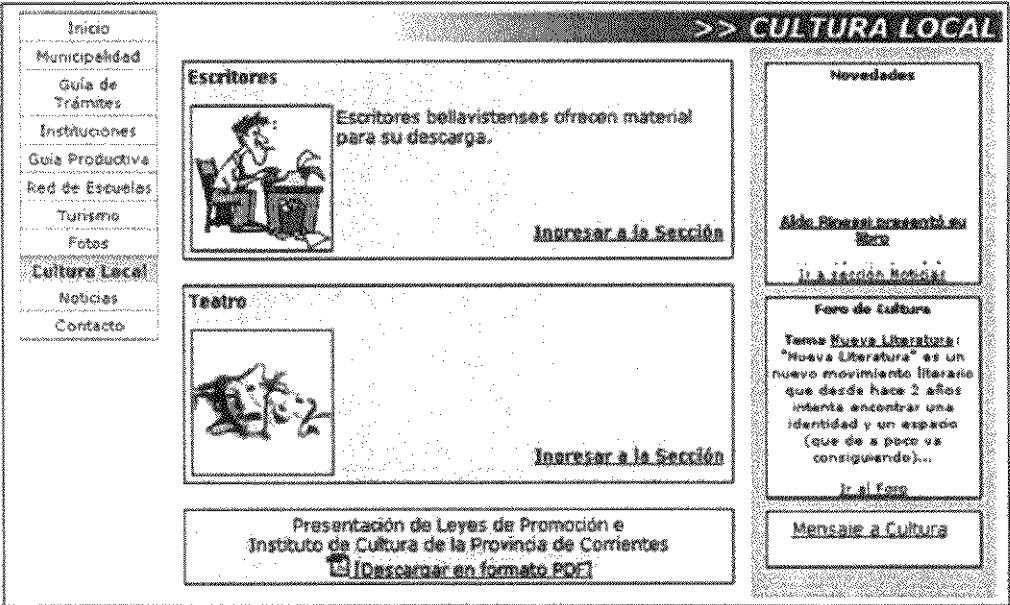 Inicio
Municipalidad
Guía de
Trámites
Instituciones
Guía Productiva
Red de Escuelas
Turismo
Fotos
Cultura Local
Noticias
Contacto
>> CULTURA LOCAL
Escritores
Escritores bellavistenses ofrecen material
para su descarga.
Ingresar a la Sección
Teatro
Ingresar a la Sección
Presentación de Leyes de Promoción e
Instituto de Cultura de la Provincia de Corrientes
[Descargar en formato PDF]
Novedades
Aldo Rinessi presentó su
libro
Ir a sección Noticias
Foro de Cultura
Tema Nueva Literatura:
"Nueva Literatura" es un
nuevo movimiento literario
que desde hace 2 años
intenta encontrar una
identidad y un espacio
(que de a poco va
consiguiendo)...
Ir al Foro
Mensaje a Cultura